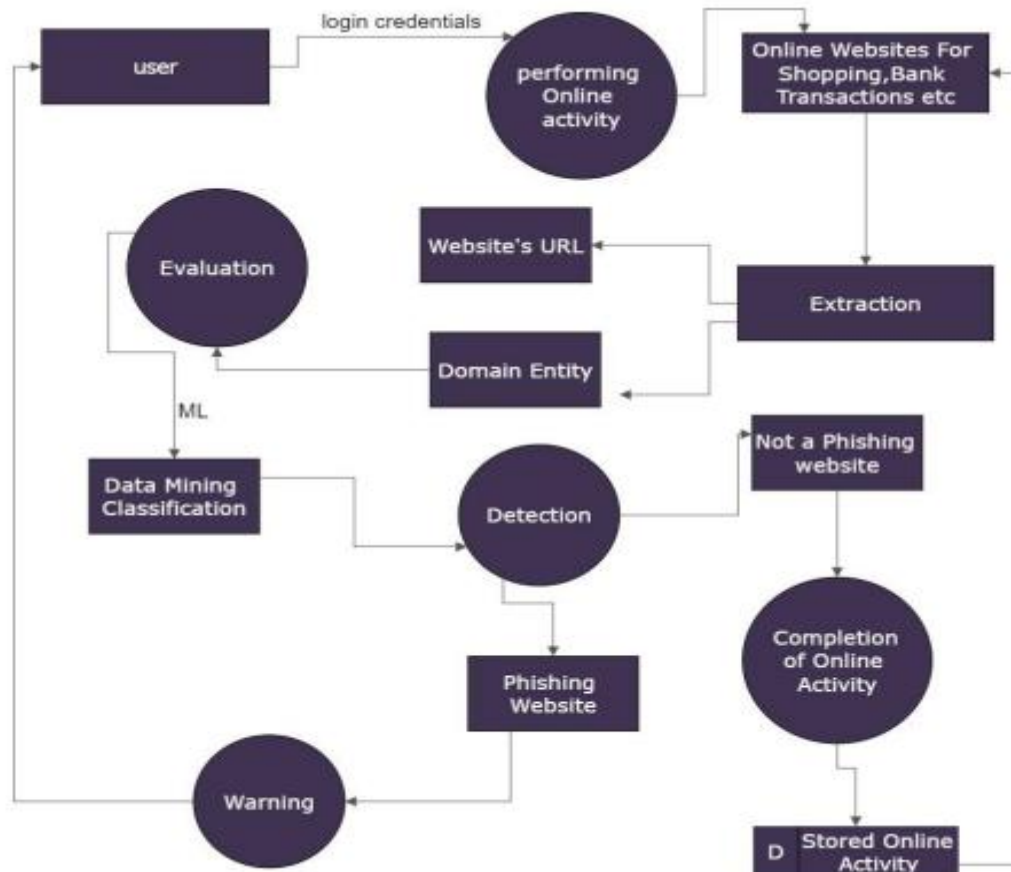 login credentials
user
performing
Online
activity
Online Websites For
Shopping,Bank
Transactions etc
Evaluation
Website's URL
Extraction
Domain Entity
ML
Not a Phishing
website
Data Mining
Classification
Detection
Completion
of Online
Activity
Phishing
Website
Warning
D
Stored Online
Activity